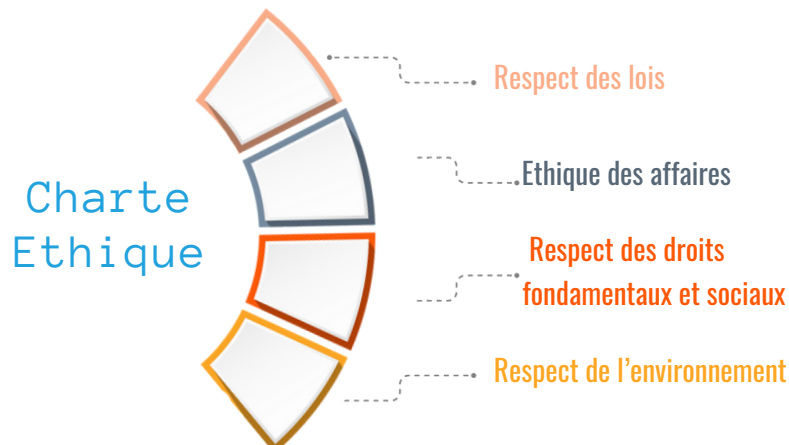 Charte
Ethique
Respect des lois
Ethique des affaires
Respect des droits
fondamentaux et sociaux
Respect de l’environnement